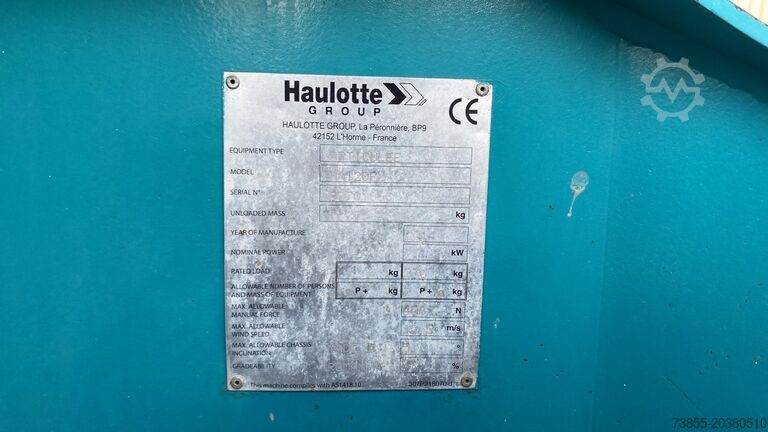 Haulotte
GROUP
CE
HAULOTTE GROUP, La Péronnière, BP9
42152 L'Horme - France
EQUIPMENT TYPE
MODEL
SERIAL N°
UNLOADED MASS kg
YEAR OF MANUFACTURE
NOMINAL POWER kW
RATED LOAD kg kg
ALLOWABLE NUMBER OF PERSONS
AND MASS OF EQUIPMENT P + kg P + kg
MAX. ALLOWABLE
MANUAL FORCE N
MAX. ALLOWABLE
WIND SPEED m/s
MAX. ALLOWABLE CHASSIS
INCLINATION °
GRADEABILITY %
This machine complies with AS1418.10
73855-20380510